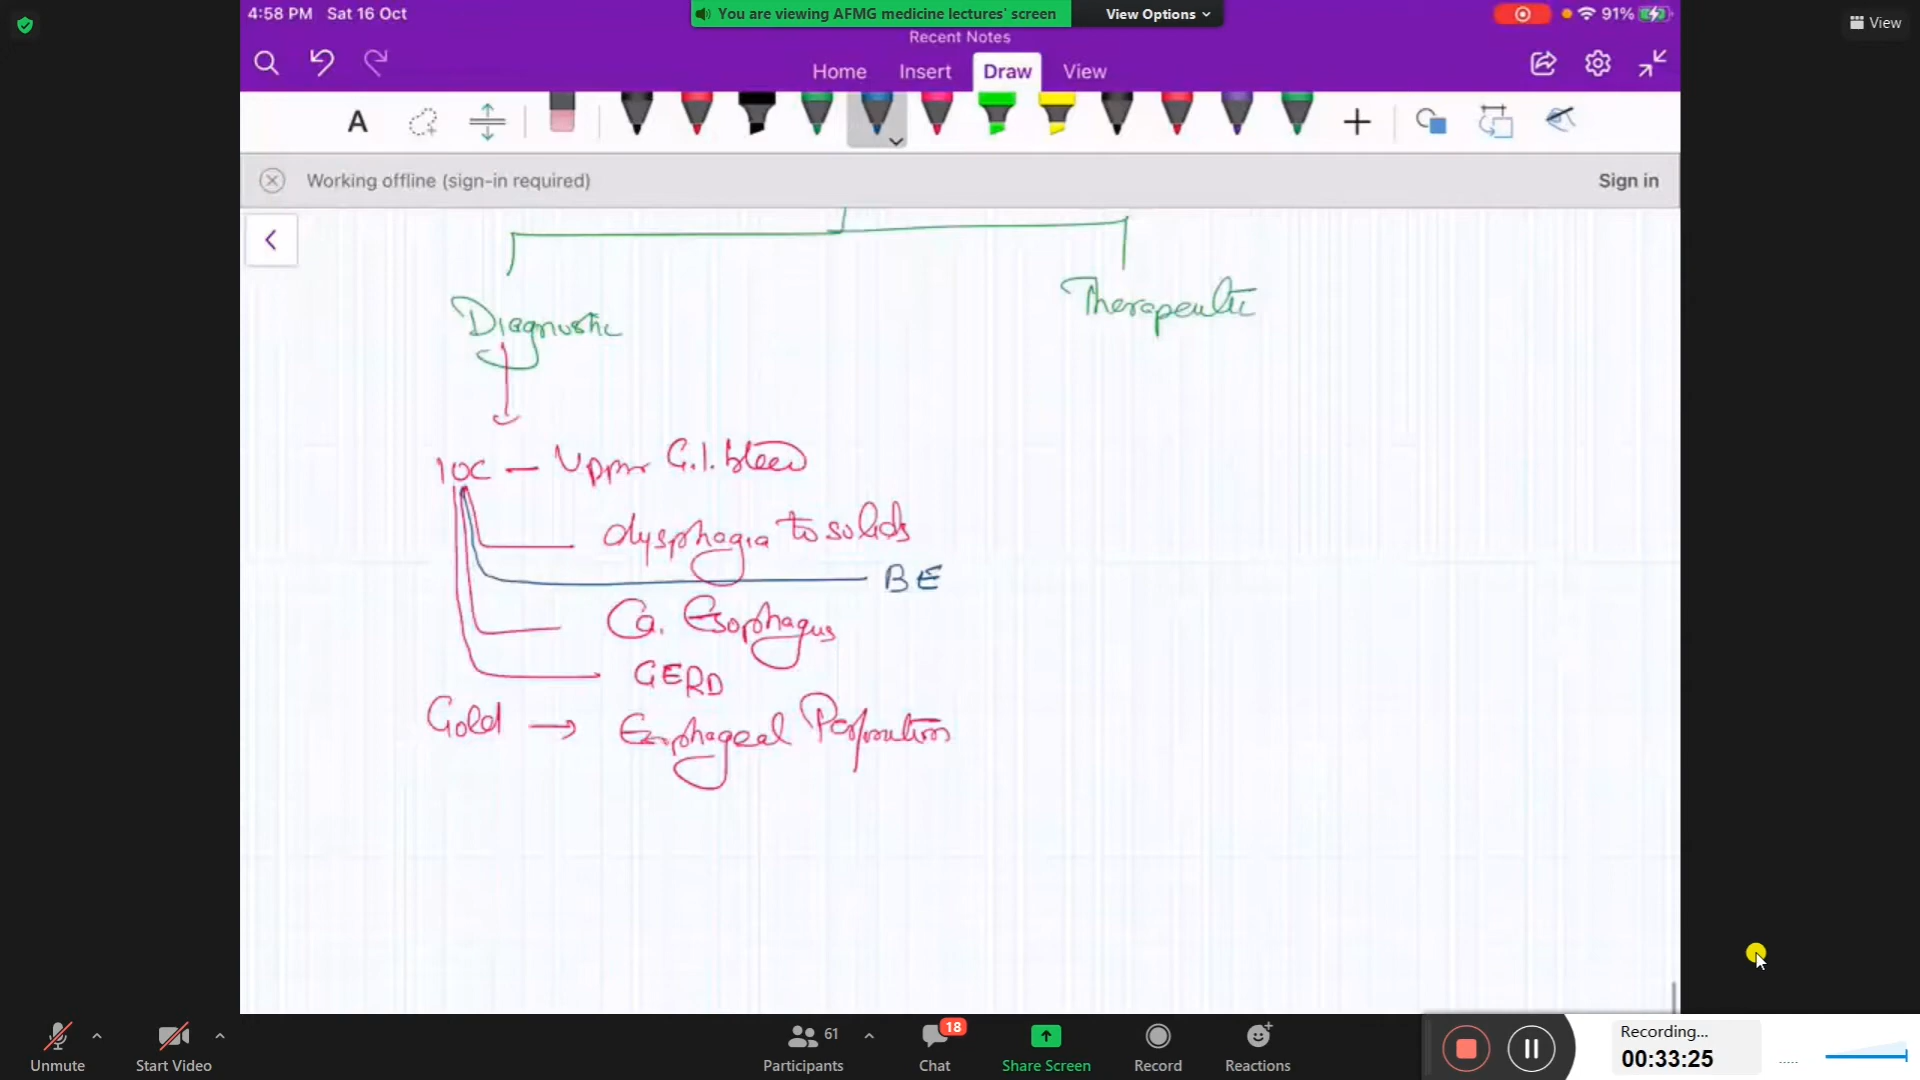 4:58 PM Sat 16 Oct
You are viewing AFMG medicine lectures' screen
View Options
91%
View
Recent Notes
Home Insert Draw View
A
Working offline (sign-in required)
Sign in
Diagnostic
Therapeutic
IOC — Upper G.I. bleed
dysphagia to solids
BE
Ca. Esophagus
GERD
Gold → Esophageal Perforation
Unmute
Start Video
61
Participants
18
Chat
Share Screen
Record
Reactions
Recording...
00:33:25